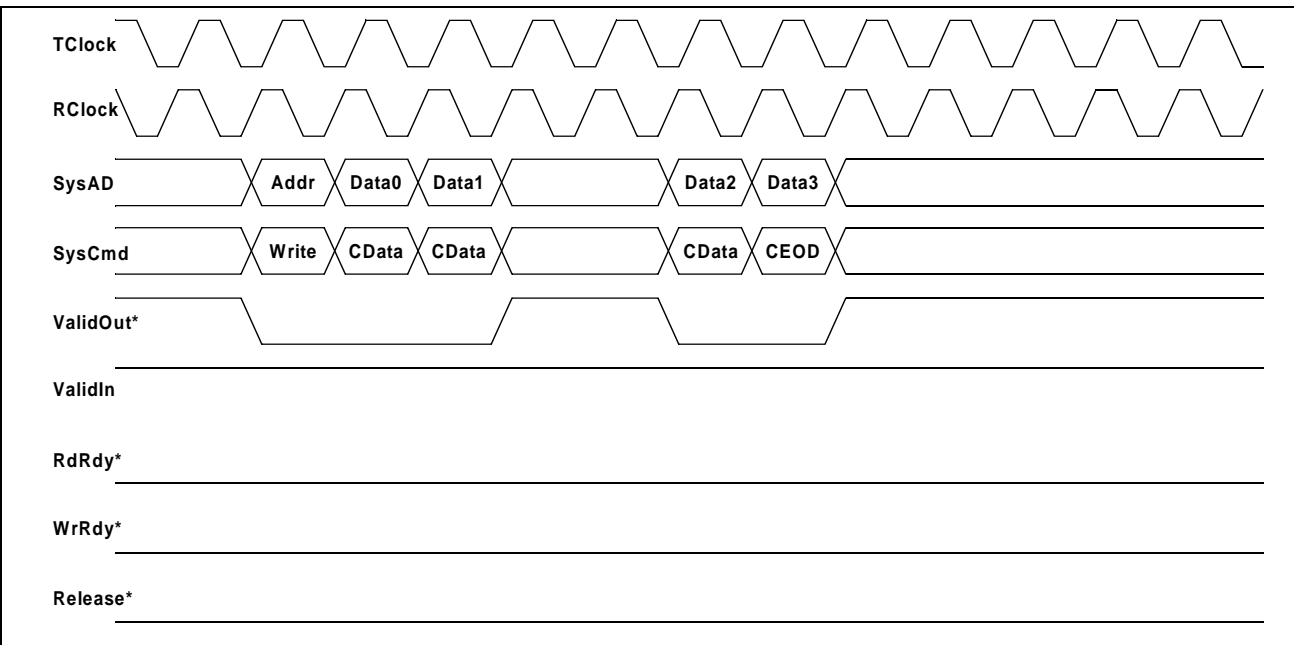 TClock
RClock
SysAD Addr Data0 Data1 Data2 Data3
SysCmd Write CData CData CData CEOD
ValidOut*
ValidIn
RdRdy*
WrRdy*
Release*